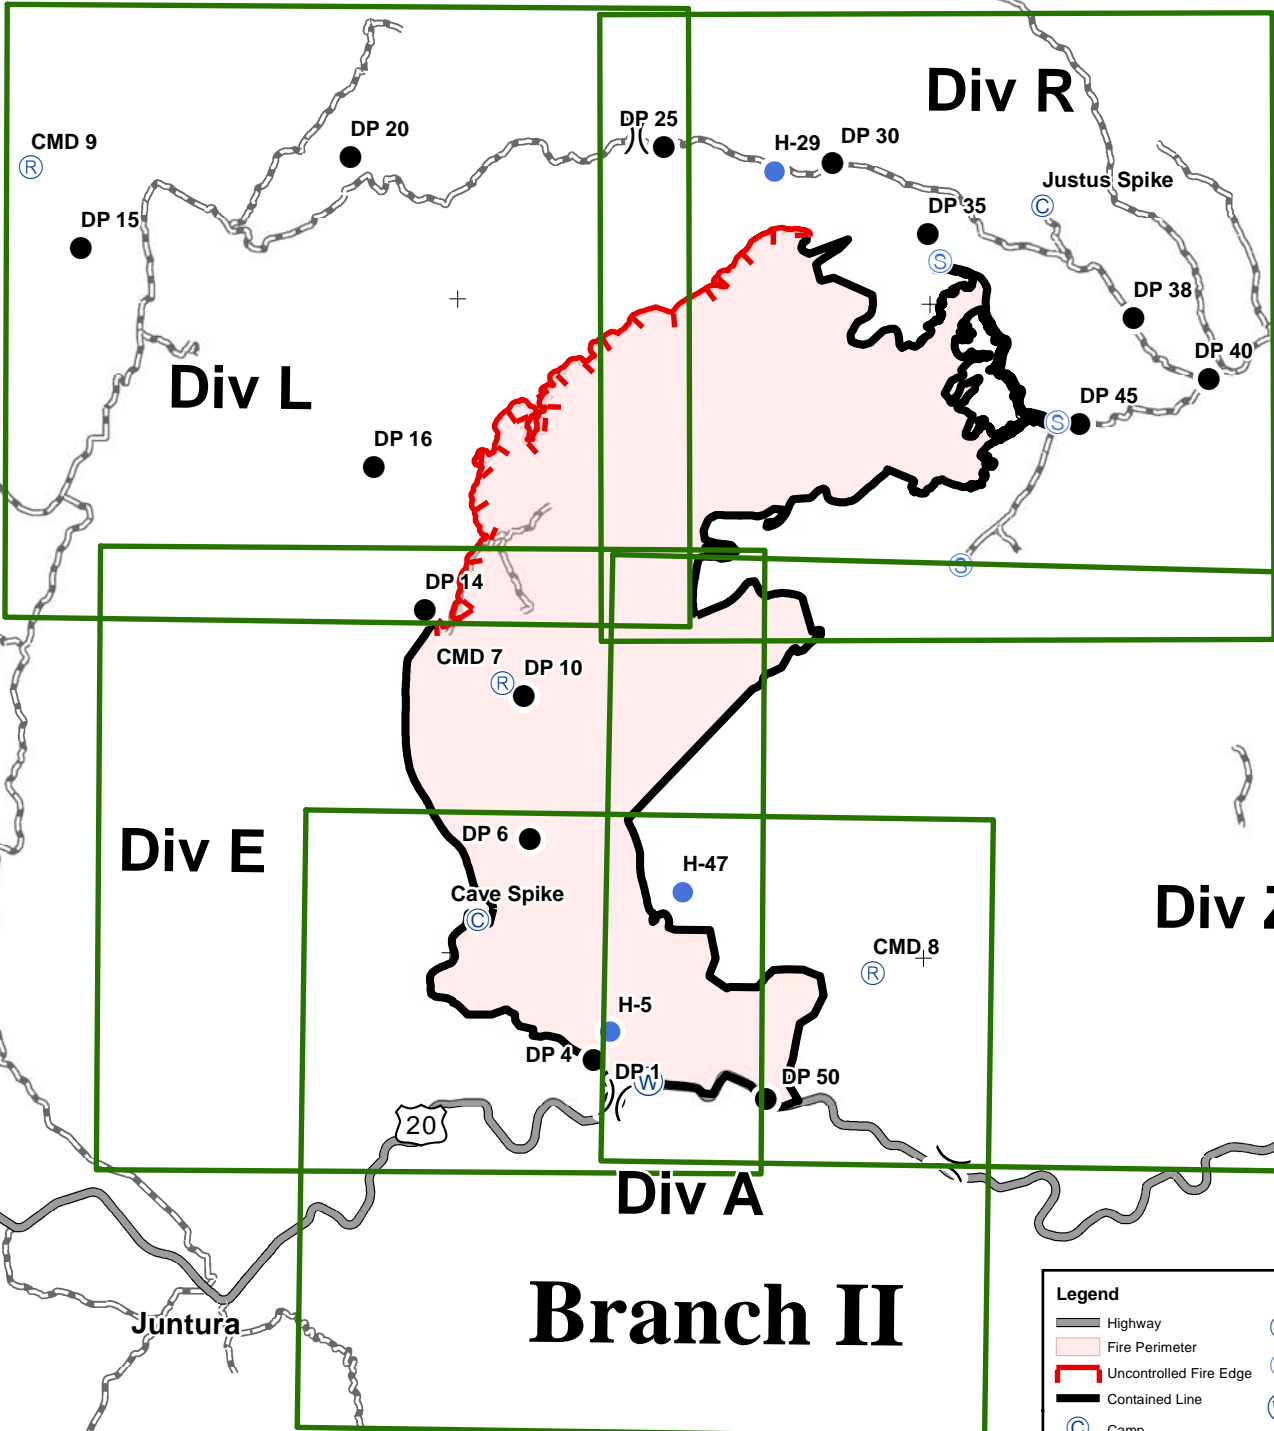 Div R
DP 25
H-29
DP 30
DP 20
CMD 9
R
Justus Spike
C
DP 15
DP 35
S
DP 38
DP 40
Div L
DP 45
S
DP 16
S
DP 14
CMD 7
R
DP 10
DP 6
Div E
H-47
Cave Spike
C
Div Z
CMD 8
R
H-5
DP 4
DP 1
W
DP 50
20
Div A
Branch II
Juntura
Legend
Highway
Fire Perimeter
Uncontrolled Fire Edge
Contained Line
C
Camp